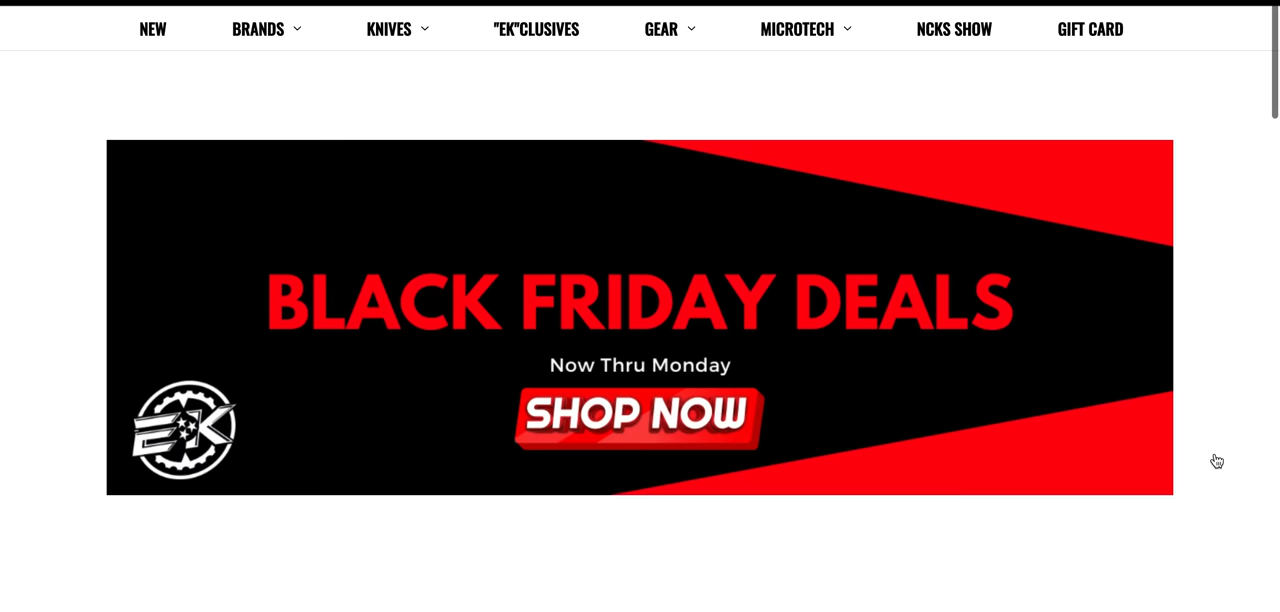 NEW BRANDS KNIVES "EK"CLUSIVES GEAR MICROTECH NCKS SHOW GIFT CARD
BLACK FRIDAY DEALS
Now Thru Monday
SHOP NOW
EK